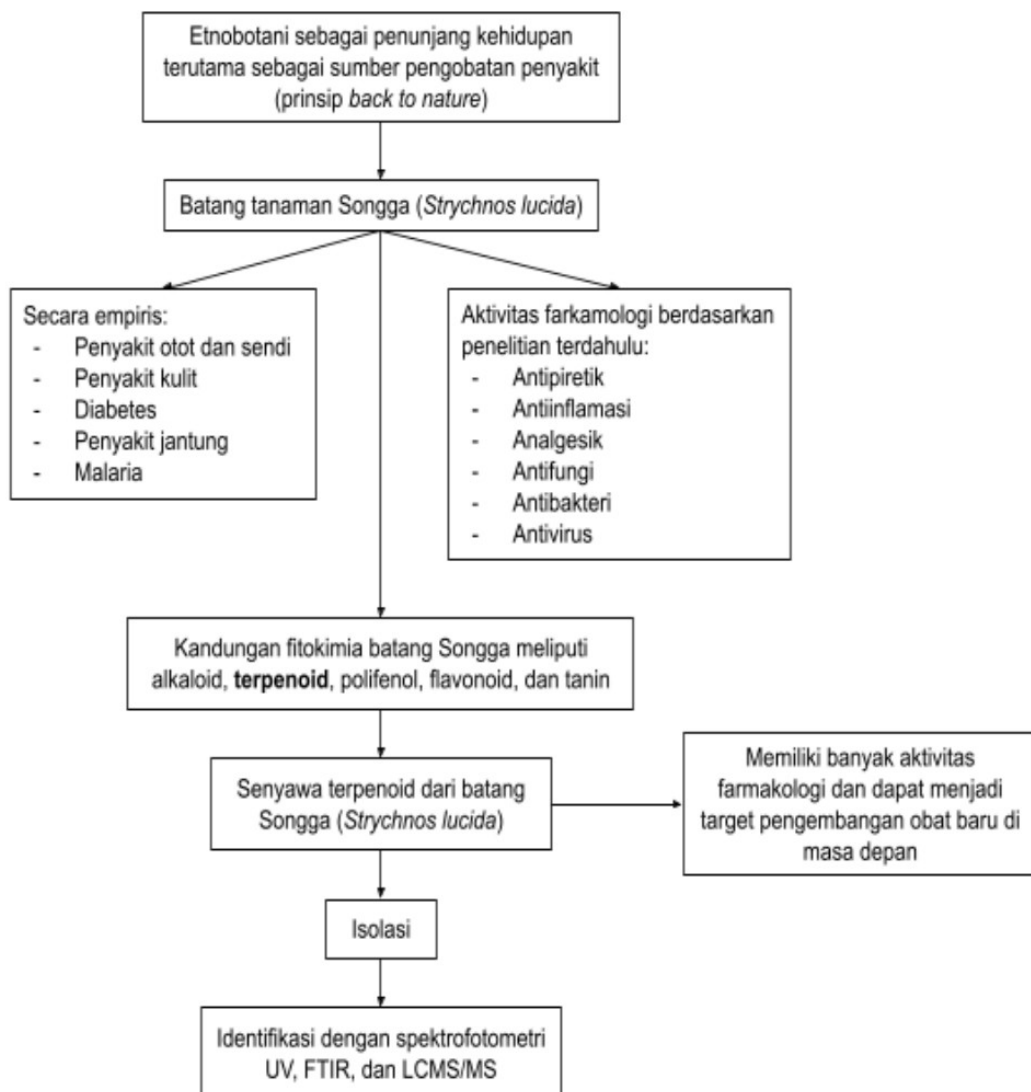 Etnobotani sebagai penunjang kehidupan
terutama sebagai sumber pengobatan penyakit
(prinsip back to nature)
Batang tanaman Songga (Strychnos lucida)
Secara empiris:
- Penyakit otot dan sendi
- Penyakit kulit
- Diabetes
- Penyakit jantung
- Malaria
Aktivitas farkamologi berdasarkan
penelitian terdahulu:
- Antipiretik
- Antiinflamasi
- Analgesik
- Antifungi
- Antibakteri
- Antivirus
Kandungan fitokimia batang Songga meliputi
alkaloid, terpenoid, polifenol, flavonoid, dan tanin
Senyawa terpenoid dari batang
Songga (Strychnos lucida)
Memiliki banyak aktivitas
farmakologi dan dapat menjadi
target pengembangan obat baru di
masa depan
Isolasi
Identifikasi dengan spektrofotometri
UV, FTIR, dan LCMS/MS